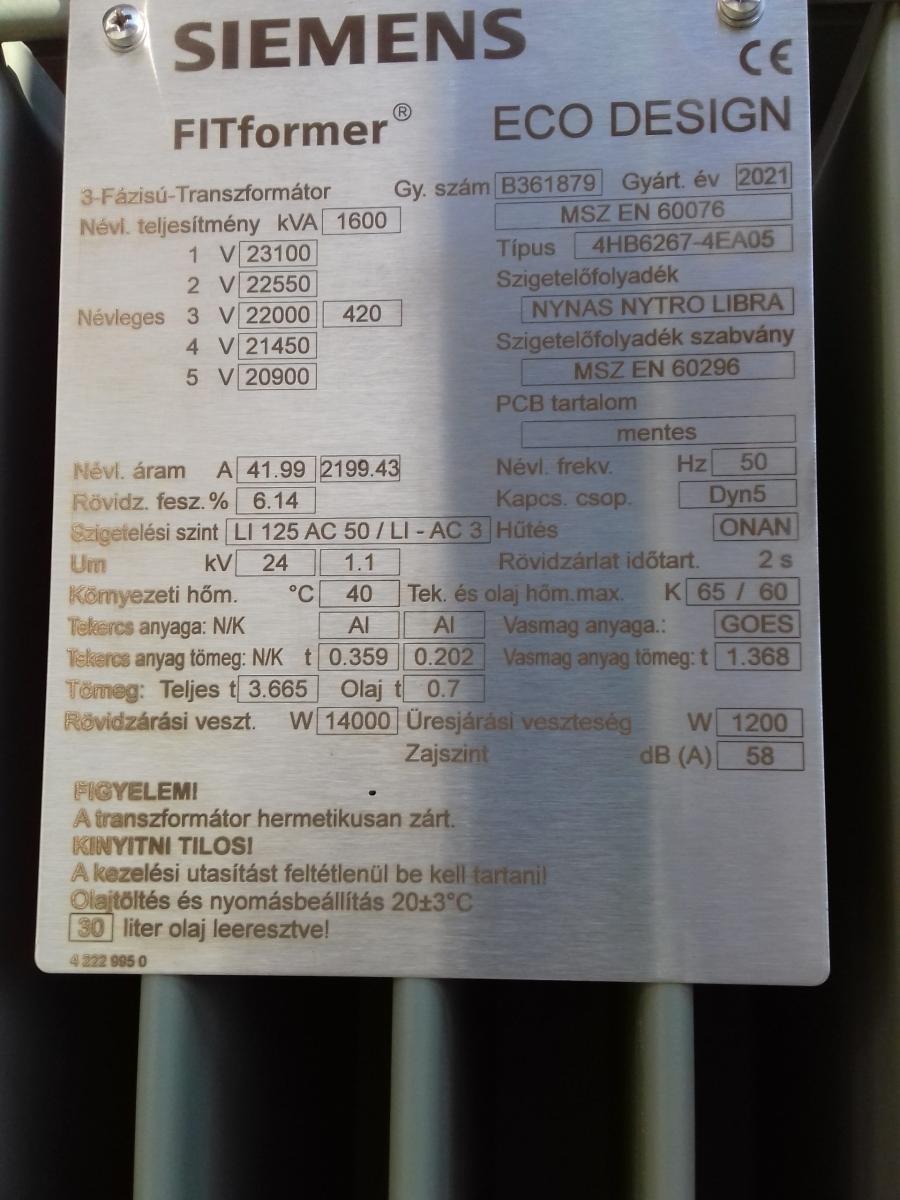 SIEMENS
CE
FITformer®
ECO DESIGN
3-Fázisú-Transzformátor Gy. szám B361879 Gyárt. év 2021
Névl. teljesítmény kVA 1600 MSZ EN 60076
1 V 23100 Típus 4HB6267-4EA05
2 V 22550 Szigetelőfolyadék
Névleges 3 V 22000 420 NYNAS NYTRO LIBRA
4 V 21450 Szigetelőfolyadék szabvány
5 V 20900 MSZ EN 60296
PCB tartalom
mentes
Névl. áram A 41.99 2199.43 Névl. frekv. Hz 50
Rövidz. fesz. % 6.14 Kapcs. csop. Dyn5
Szigetelési szint LI 125 AC 50 / LI - AC 3 Hűtés ONAN
Um kV 24 1.1 Rövidzárlat időtart. 2 s
Környezeti hőm. °C 40 Tek. és olaj hőm.max. K 65 / 60
Tekercs anyaga: N/K Al Al Vasmag anyaga.: GOES
Tekercs anyag tömeg: N/K t 0.359 0.202 Vasmag anyag tömeg: t 1.368
Tömeg: Teljes t 3.665 Olaj t 0.7
Rövidzárási veszt. W 14000 Üresjárási veszteség W 1200
Zajszint dB (A) 58
FIGYELEM!
A transzformátor hermetikusan zárt.
KINYITNI TILOS!
A kezelési utasítást feltétlenül be kell tartani!
Olajtöltés és nyomásbeállítás 20±3°C
30 liter olaj leeresztve!
4 222 995 0